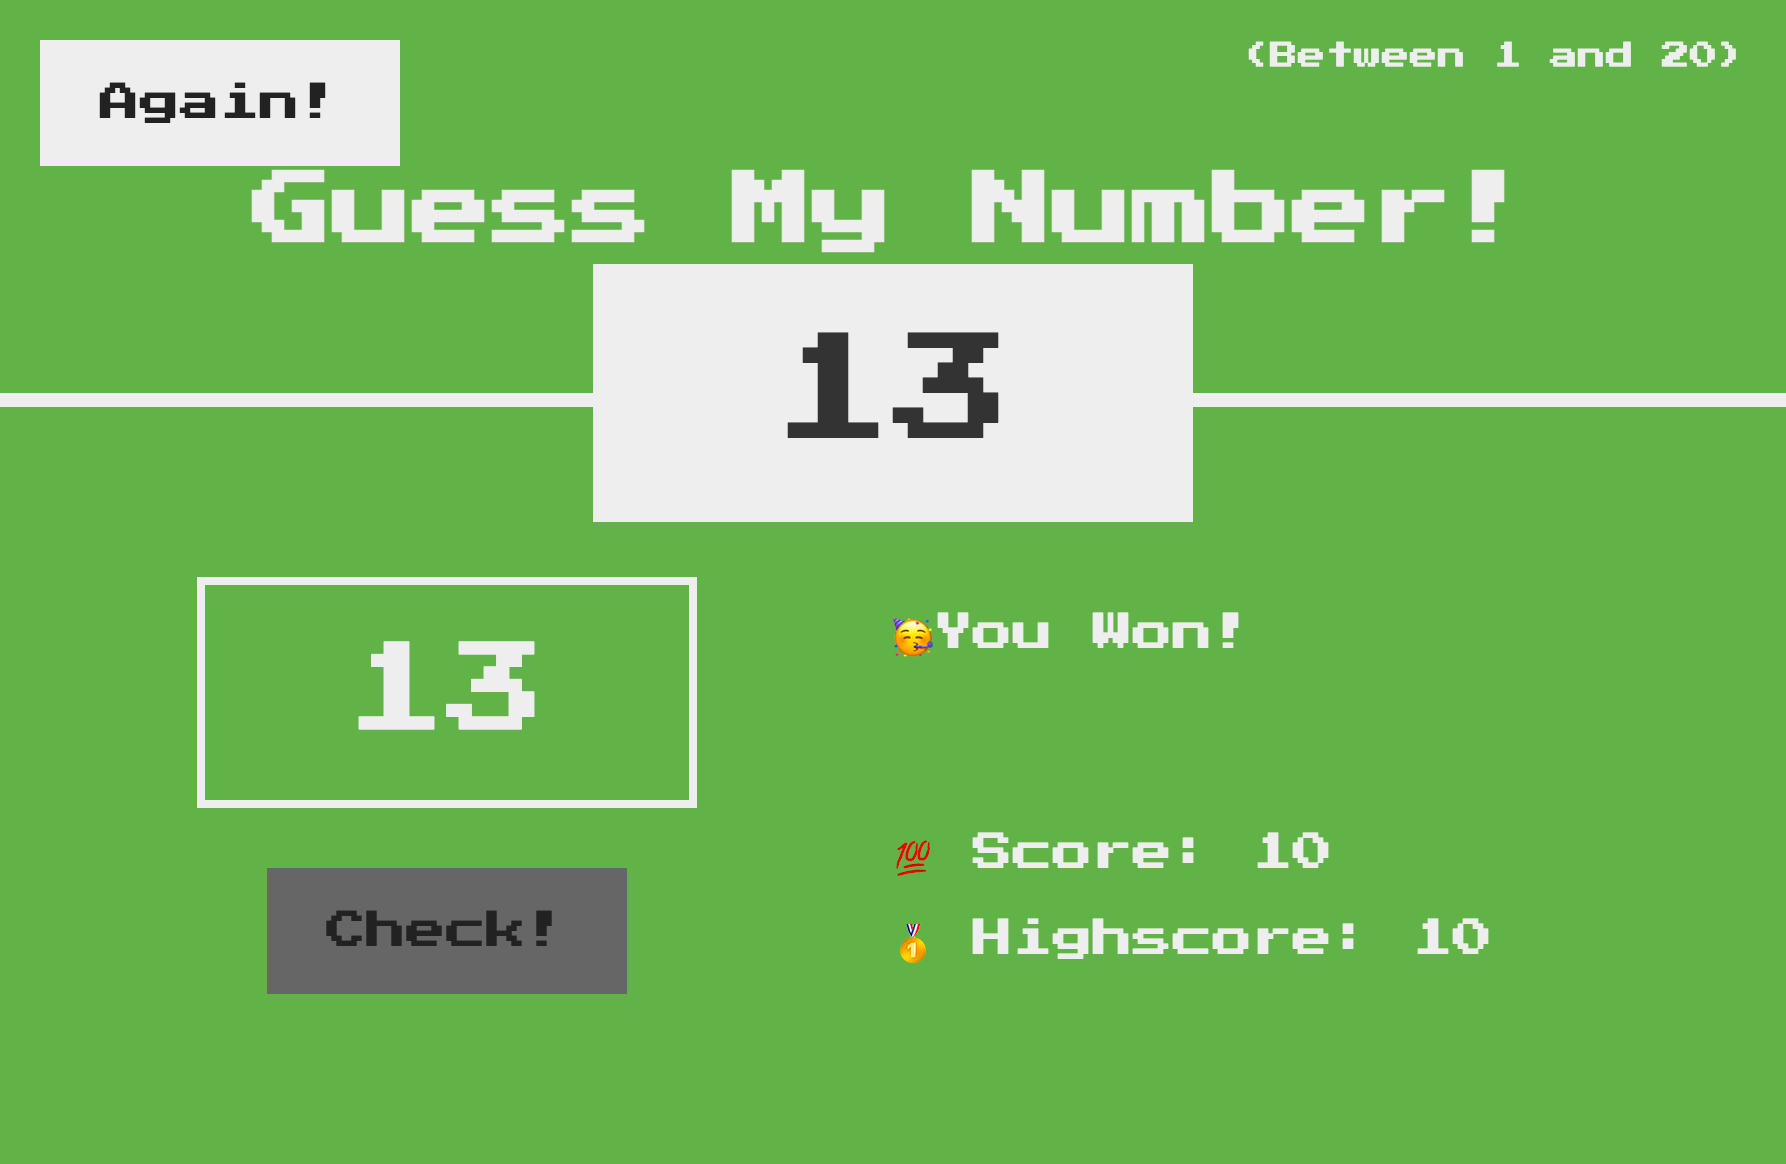 Again!
(Between 1 and 20)
Guess My Number!
13
13
🥳You Won!
Check!
💯 Score: 10
🥇 Highscore: 10